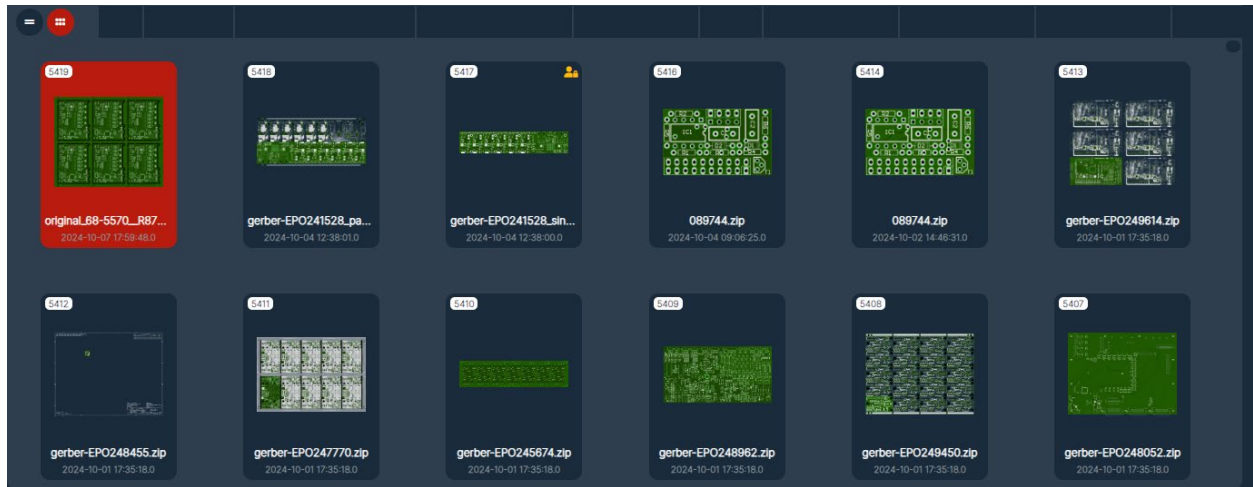 5419
original_68-5570__R87...
2024-10-07 17:59:48.0
5418
gerber-EPO241528_pa...
2024-10-04 12:38:01.0
5417
gerber-EPO241528_sin...
2024-10-04 12:38:00.0
5416
089744.zip
2024-10-04 09:06:25.0
5414
089744.zip
2024-10-02 14:46:31.0
5413
gerber-EPO249614.zip
2024-10-01 17:35:18.0
5412
gerber-EPO248455.zip
2024-10-01 17:35:18.0
5411
gerber-EPO247770.zip
2024-10-01 17:35:18.0
5410
gerber-EPO245674.zip
2024-10-01 17:35:18.0
5409
gerber-EPO248962.zip
2024-10-01 17:35:18.0
5408
gerber-EPO249450.zip
2024-10-01 17:35:18.0
5407
gerber-EPO248052.zip
2024-10-01 17:35:18.0